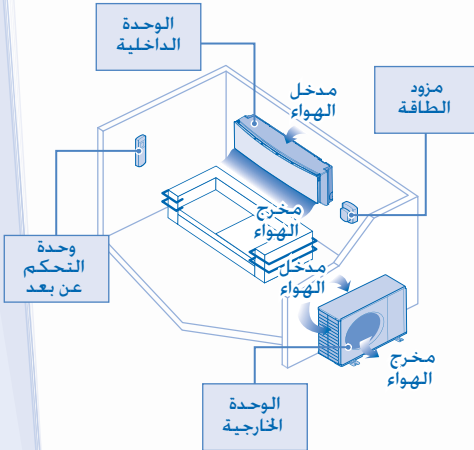 الوحدة
الداخلية
مدخل
الهواء
مزود
الطاقة
مخرج
الهواء
وحدة
التحكم
عن بعد
مدخل
الهواء
مخرج
الهواء
الوحدة
الخارجية